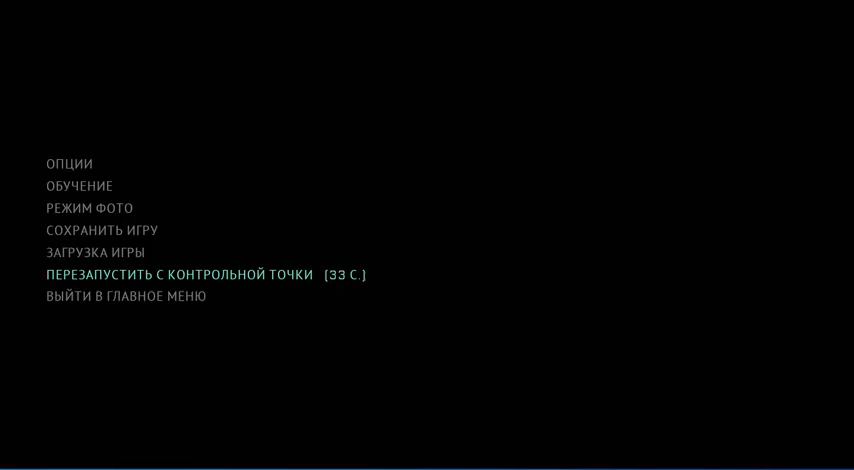 ОПЦИИ
ОБУЧЕНИЕ
РЕЖИМ ФОТО
СОХРАНИТЬ ИГРУ
ЗАГРУЗКА ИГРЫ
ПЕРЕЗАПУСТИТЬ С КОНТРОЛЬНОЙ ТОЧКИ (33 С.)
ВЫЙТИ В ГЛАВНОЕ МЕНЮ